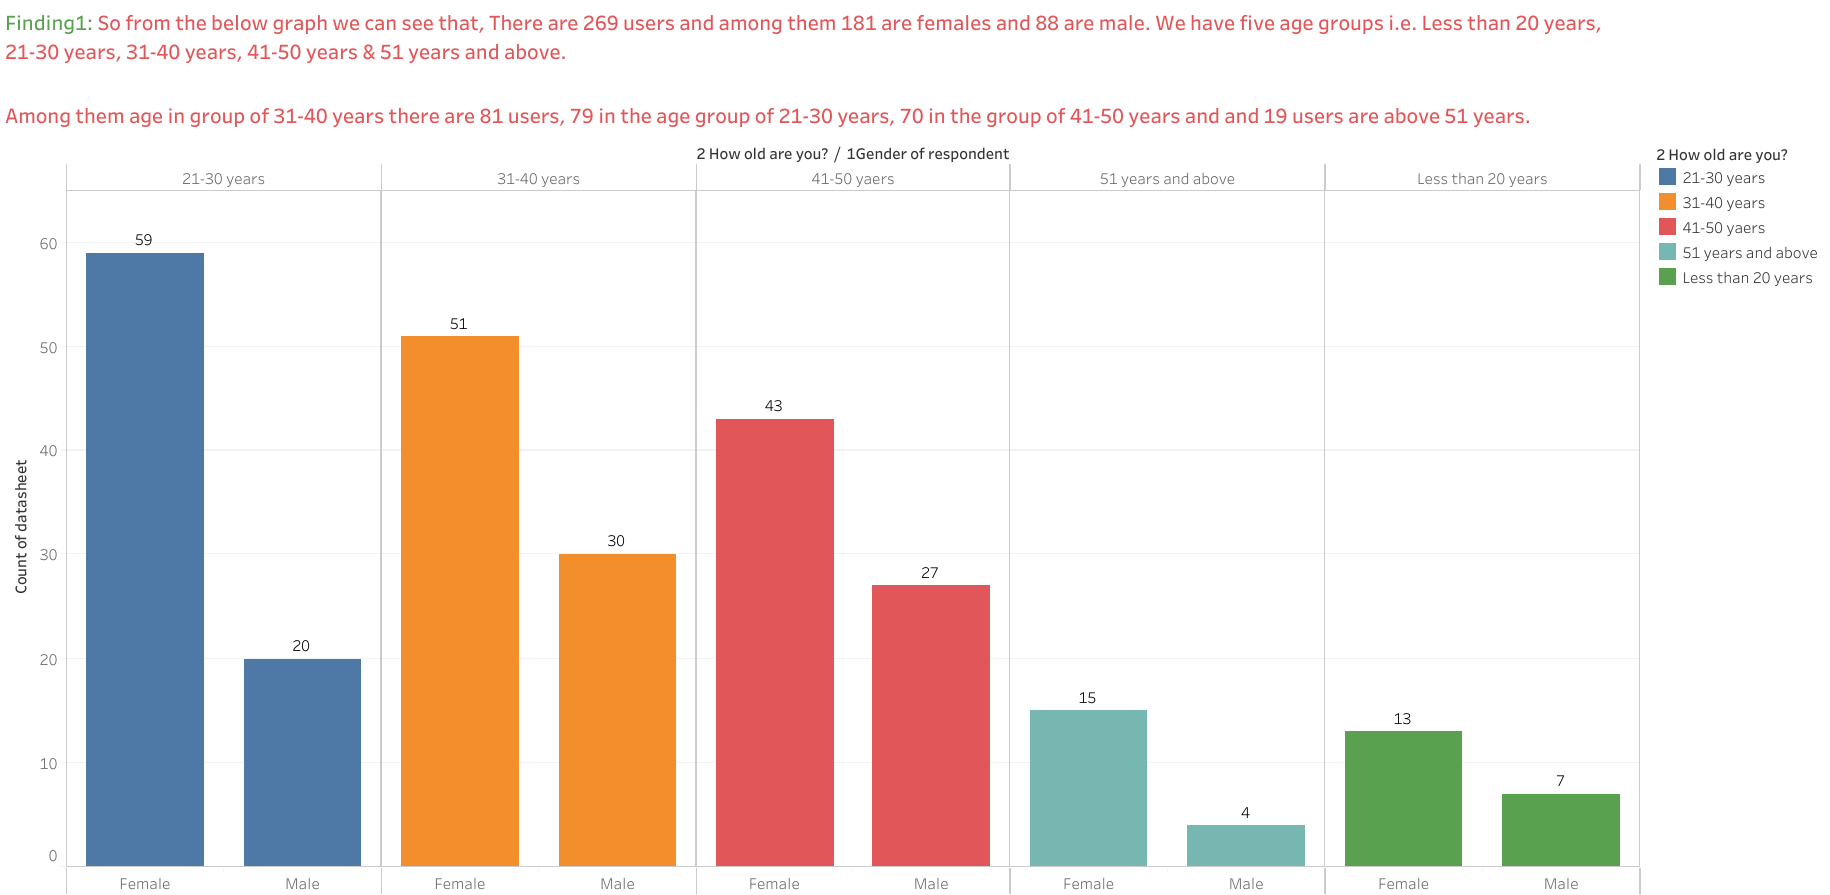 Finding1: So from the below graph we can see that, There are 269 users and among them 181 are females and 88 are male. We have five age groups i.e. Less than 20 years,
21-30 years, 31-40 years, 41-50 years & 51 years and above.
Among them age in group of 31-40 years there are 81 users, 79 in the age group of 21-30 years, 70 in the group of 41-50 years and and 19 users are above 51 years.
2 How old are you? / 1Gender of respondent
21-30 years
31-40 years
41-50 yaers
51 years and above
Less than 20 years
2 How old are you?
21-30 years
31-40 years
41-50 yaers
51 years and above
Less than 20 years
Count of datasheet
60
50
40
30
20
10
0
59
20
51
30
43
27
15
4
13
7
Female
Male
Female
Male
Female
Male
Female
Male
Female
Male